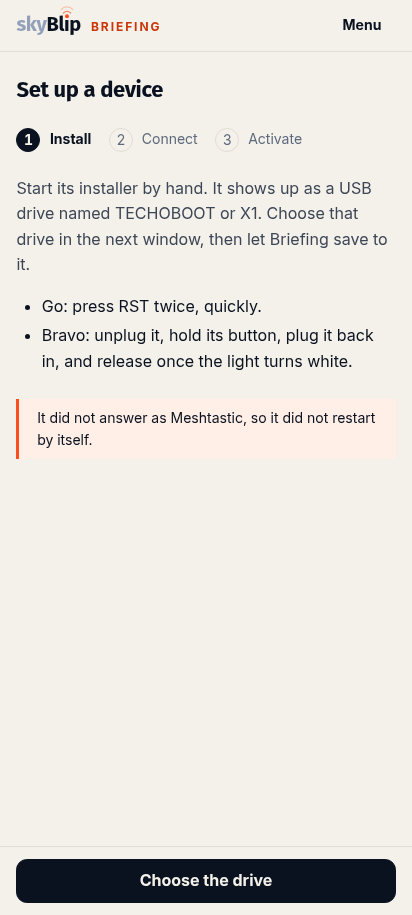 skyBlip BRIEFING Menu
Set up a device
1 Install 2 Connect 3 Activate
Start its installer by hand. It shows up as a USB
drive named TECHOBOOT or X1. Choose that
drive in the next window, then let Briefing save to
it.
• Go: press RST twice, quickly.
• Bravo: unplug it, hold its button, plug it back
in, and release once the light turns white.
It did not answer as Meshtastic, so it did not restart
by itself.
Choose the drive